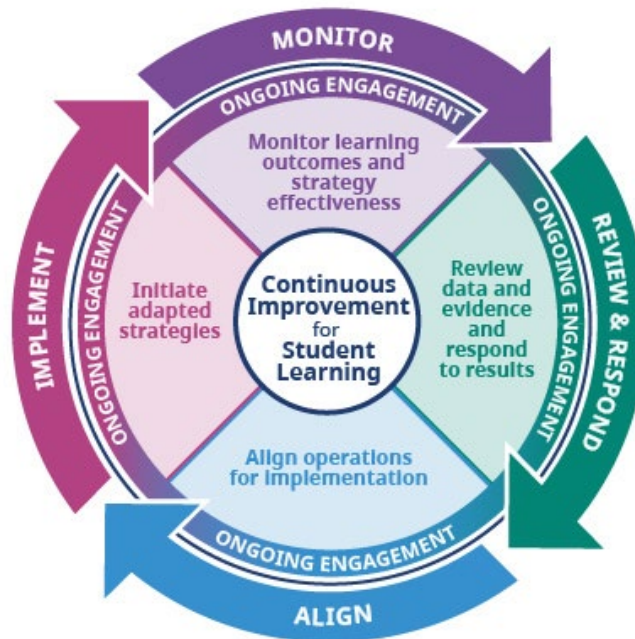 MONITOR
ONGOING ENGAGEMENT
Monitor learning
outcomes and
strategy
effectiveness
REVIEW & RESPOND
ONGOING ENGAGEMENT
Review
data and
evidence
and
respond
to results
Continuous
Improvement
for
Student
Learning
ALIGN
ONGOING ENGAGEMENT
Align operations
for implementation
IMPLEMENT
ONGOING ENGAGEMENT
Initiate
adapted
strategies